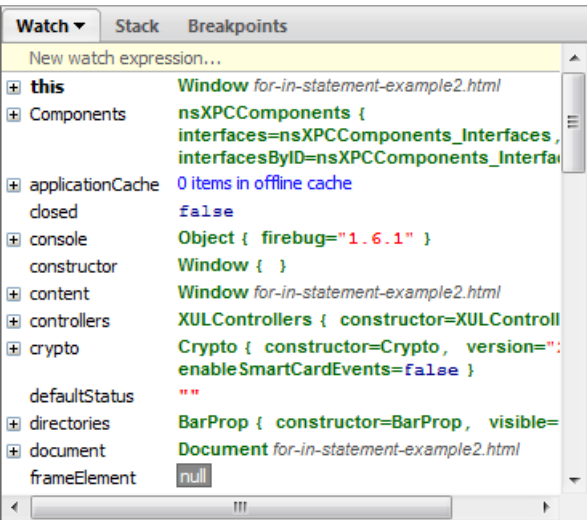 Watch ▼ Stack Breakpoints
New watch expression...
this Window for-in-statement-example2.html
Components nsXPCComponents {
interfaces=nsXPCComponents_Interfaces,
interfacesByID=nsXPCComponents_Interfa
applicationCache 0 items in offline cache
closed false
console Object { firebug="1.6.1" }
constructor Window { }
content Window for-in-statement-example2.html
controllers XULControllers { constructor=XULControll
crypto Crypto { constructor=Crypto, version="
enableSmartCardEvents=false }
defaultStatus ""
directories BarProp { constructor=BarProp, visible=
document Document for-in-statement-example2.html
frameElement null